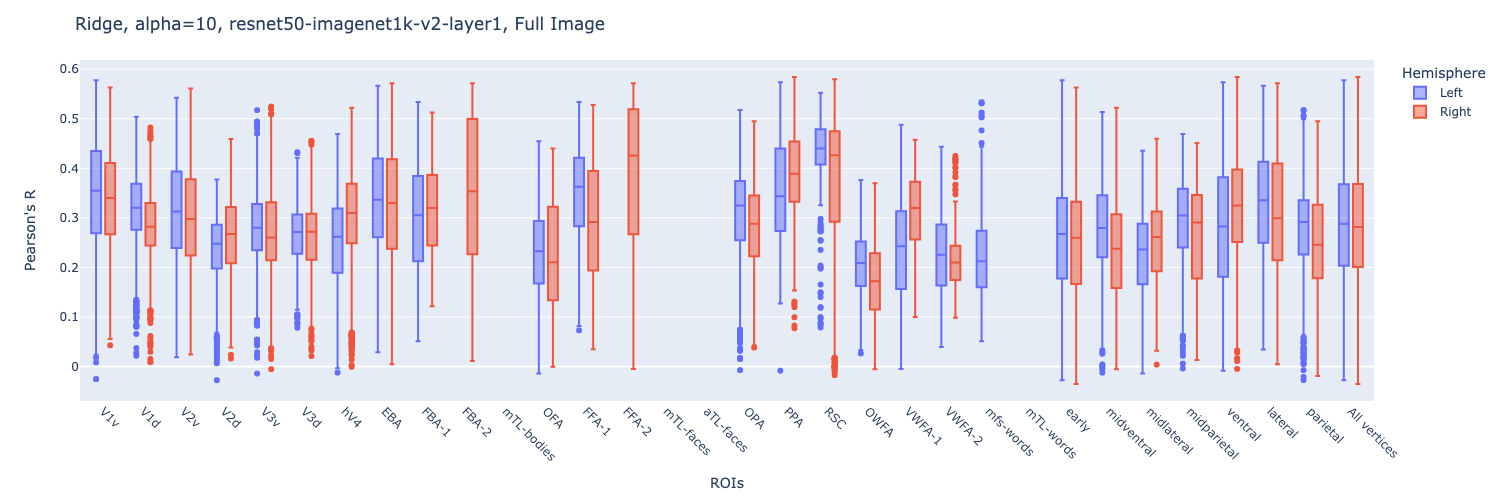 Ridge, alpha=10, resnet50-imagenet1k-v2-layer1, Full Image
Hemisphere
Left
Right
Pearson's R
0.6
0.5
0.4
0.3
0.2
0.1
0
V1v
V1d
V2v
V2d
V3v
V3d
hV4
EBA
FBA-1
FBA-2
mTL-bodies
OFA
FFA-1
FFA-2
mTL-faces
aTL-faces
OPA
PPA
RSC
OWFA
VWFA-1
VWFA-2
mfs-words
mTL-words
early
midventral
midlateral
midparietal
ventral
lateral
parietal
All vertices
ROIs